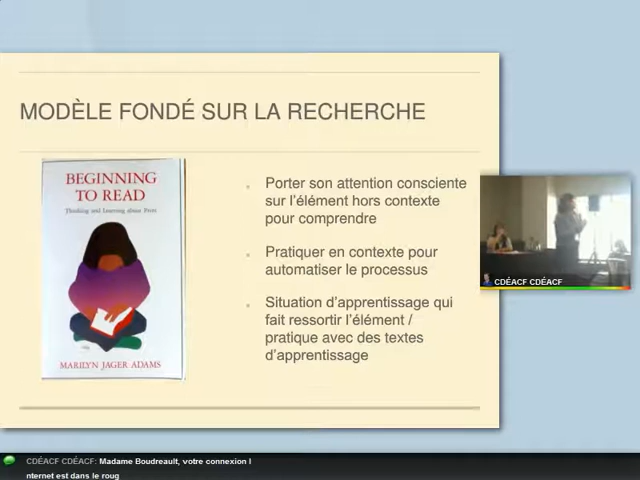 MODÈLE FONDÉ SUR LA RECHERCHE
BEGINNING
TO READ
Thinking and Learning about Print
MARILYN JAGER ADAMS
Porter son attention consciente
sur l'élément hors contexte
pour comprendre
Pratiquer en contexte pour
automatiser le processus
Situation d'apprentissage qui
fait ressortir l'élément /
pratique avec des textes
d'apprentissage
CDÉACF CDÉACF
CDÉACF CDÉACF: Madame Boudreault, votre connexion I
nternet est dans le roug